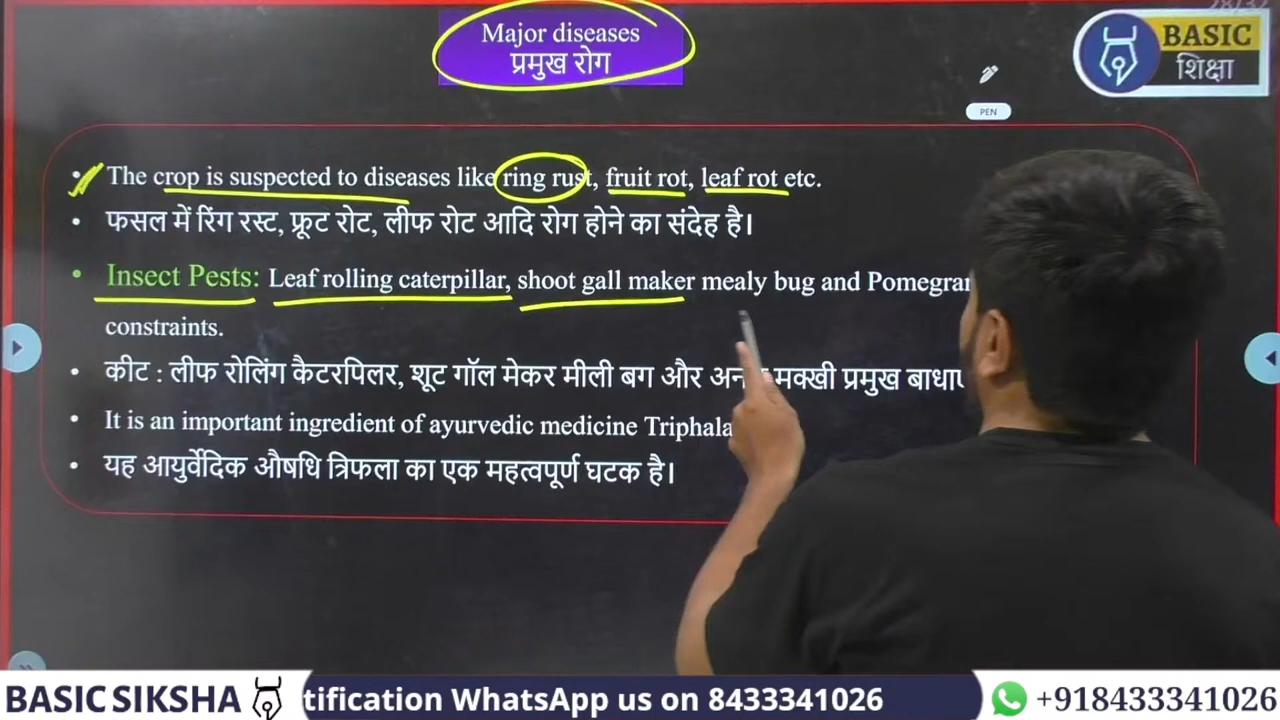 Major diseases
प्रमुख रोग
BASIC
शिक्षा
PEN
• The crop is suspected to diseases like ring rust, fruit rot, leaf rot etc.
• फसल में रिंग रस्ट, फ्रूट रोट, लीफ रोट आदि रोग होने का संदेह है।
• Insect Pests: Leaf rolling caterpillar, shoot gall maker mealy bug and
constraints.
• कीट : लीफ रोलिंग कैटरपिलर, शूट गॉल मेकर मीली बग और मक्खी प्रमुख
• It is an important ingredient of ayurvedic medicine Triphala
• यह आयुर्वेदिक औषधि त्रिफला का एक महत्वपूर्ण घटक है।
BASIC SIKSHA tification WhatsApp us on 8433341026 +918433341026